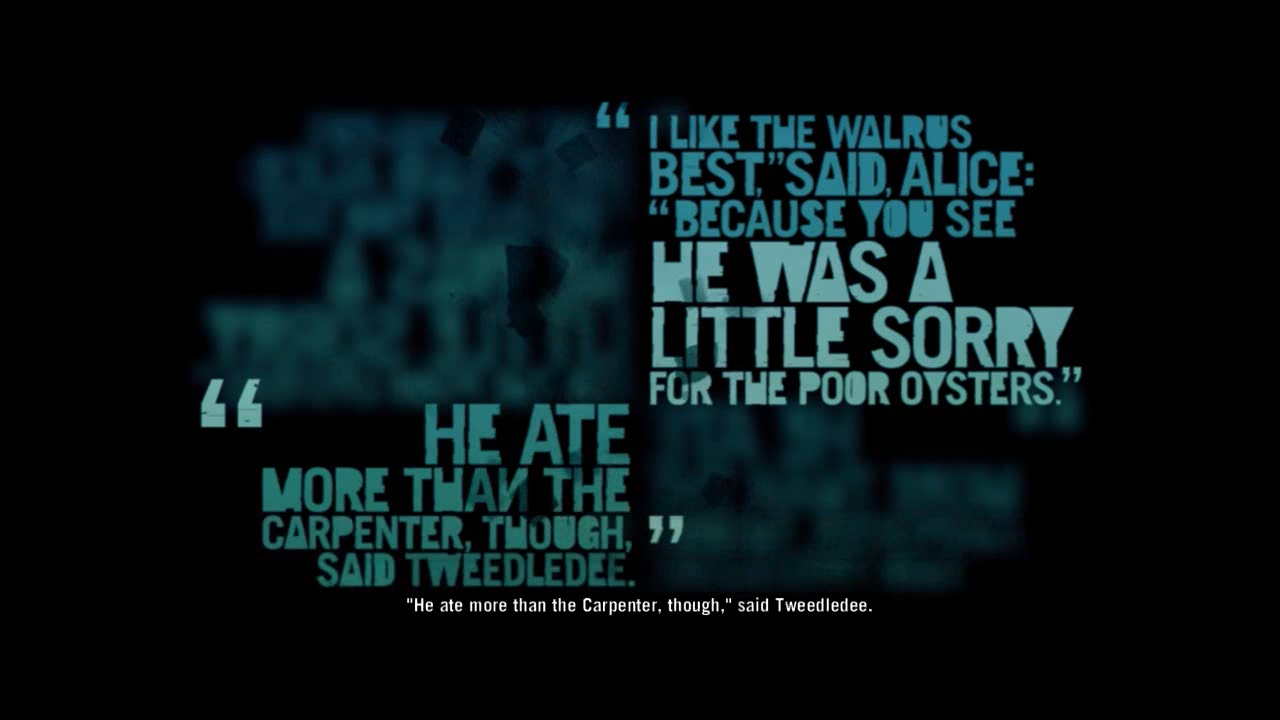 “ I LIKE THE WALRUS
BEST,”SAID, ALICE:
“BECAUSE YOU SEE
HE WAS A
LITTLE SORRY
FOR THE POOR OYSTERS.”
“ HE ATE
MORE THAN THE
CARPENTER, THOUGH,
SAID TWEEDLEDEE. ”
"He ate more than the Carpenter, though," said Tweedledee.